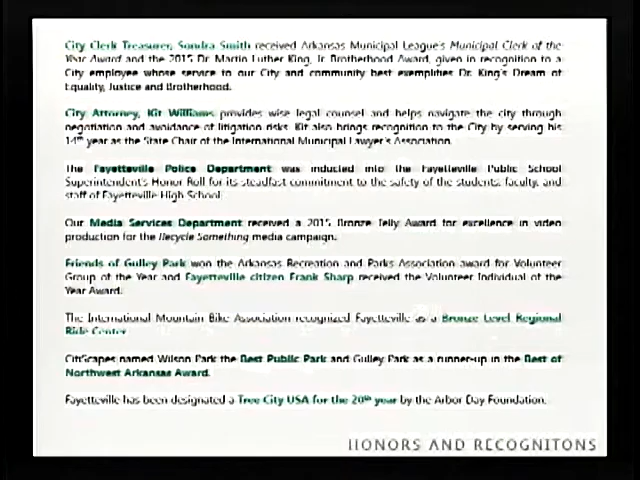 City Clerk Treasurer, Sondra Smith received Arkansas Municipal League's Municipal Clerk of the
Year Award and the 2015 Dr. Martin Luther King, Jr. Brotherhood Award, given in recognition to a
City employee whose service to our City and community best exemplifies Dr. King's Dream of
Equality, Justice and Brotherhood.
City Attorney, Kit Williams provides wise legal counsel and helps navigate the city through
negotiation and avoidance of litigation risks. Kit also brings recognition to the City by serving his
14th year as the State Chair of the International Municipal Lawyer's Association.
The Fayetteville Police Department was inducted into the Fayetteville Public School
Superintendent's Honor Roll for its steadfast commitment to the safety of the students, faculty, and
staff of Fayetteville High School.
Our Media Services Department received a 2015 Bronze Telly Award for excellence in video
production for the Recycle Something media campaign.
Friends of Gulley Park won the Arkansas Recreation and Parks Association award for Volunteer
Group of the Year and Fayetteville citizen Frank Sharp received the Volunteer Individual of the
Year Award.
The International Mountain Bike Association recognized Fayetteville as a Bronze Level Regional
Ride Center.
CitiScapes named Wilson Park the Best Public Park and Gulley Park as a runner-up in the Best of
Northwest Arkansas Award.
Fayetteville has been designated a Tree City USA for the 20th year by the Arbor Day Foundation.
HONORS AND RECOGNITONS